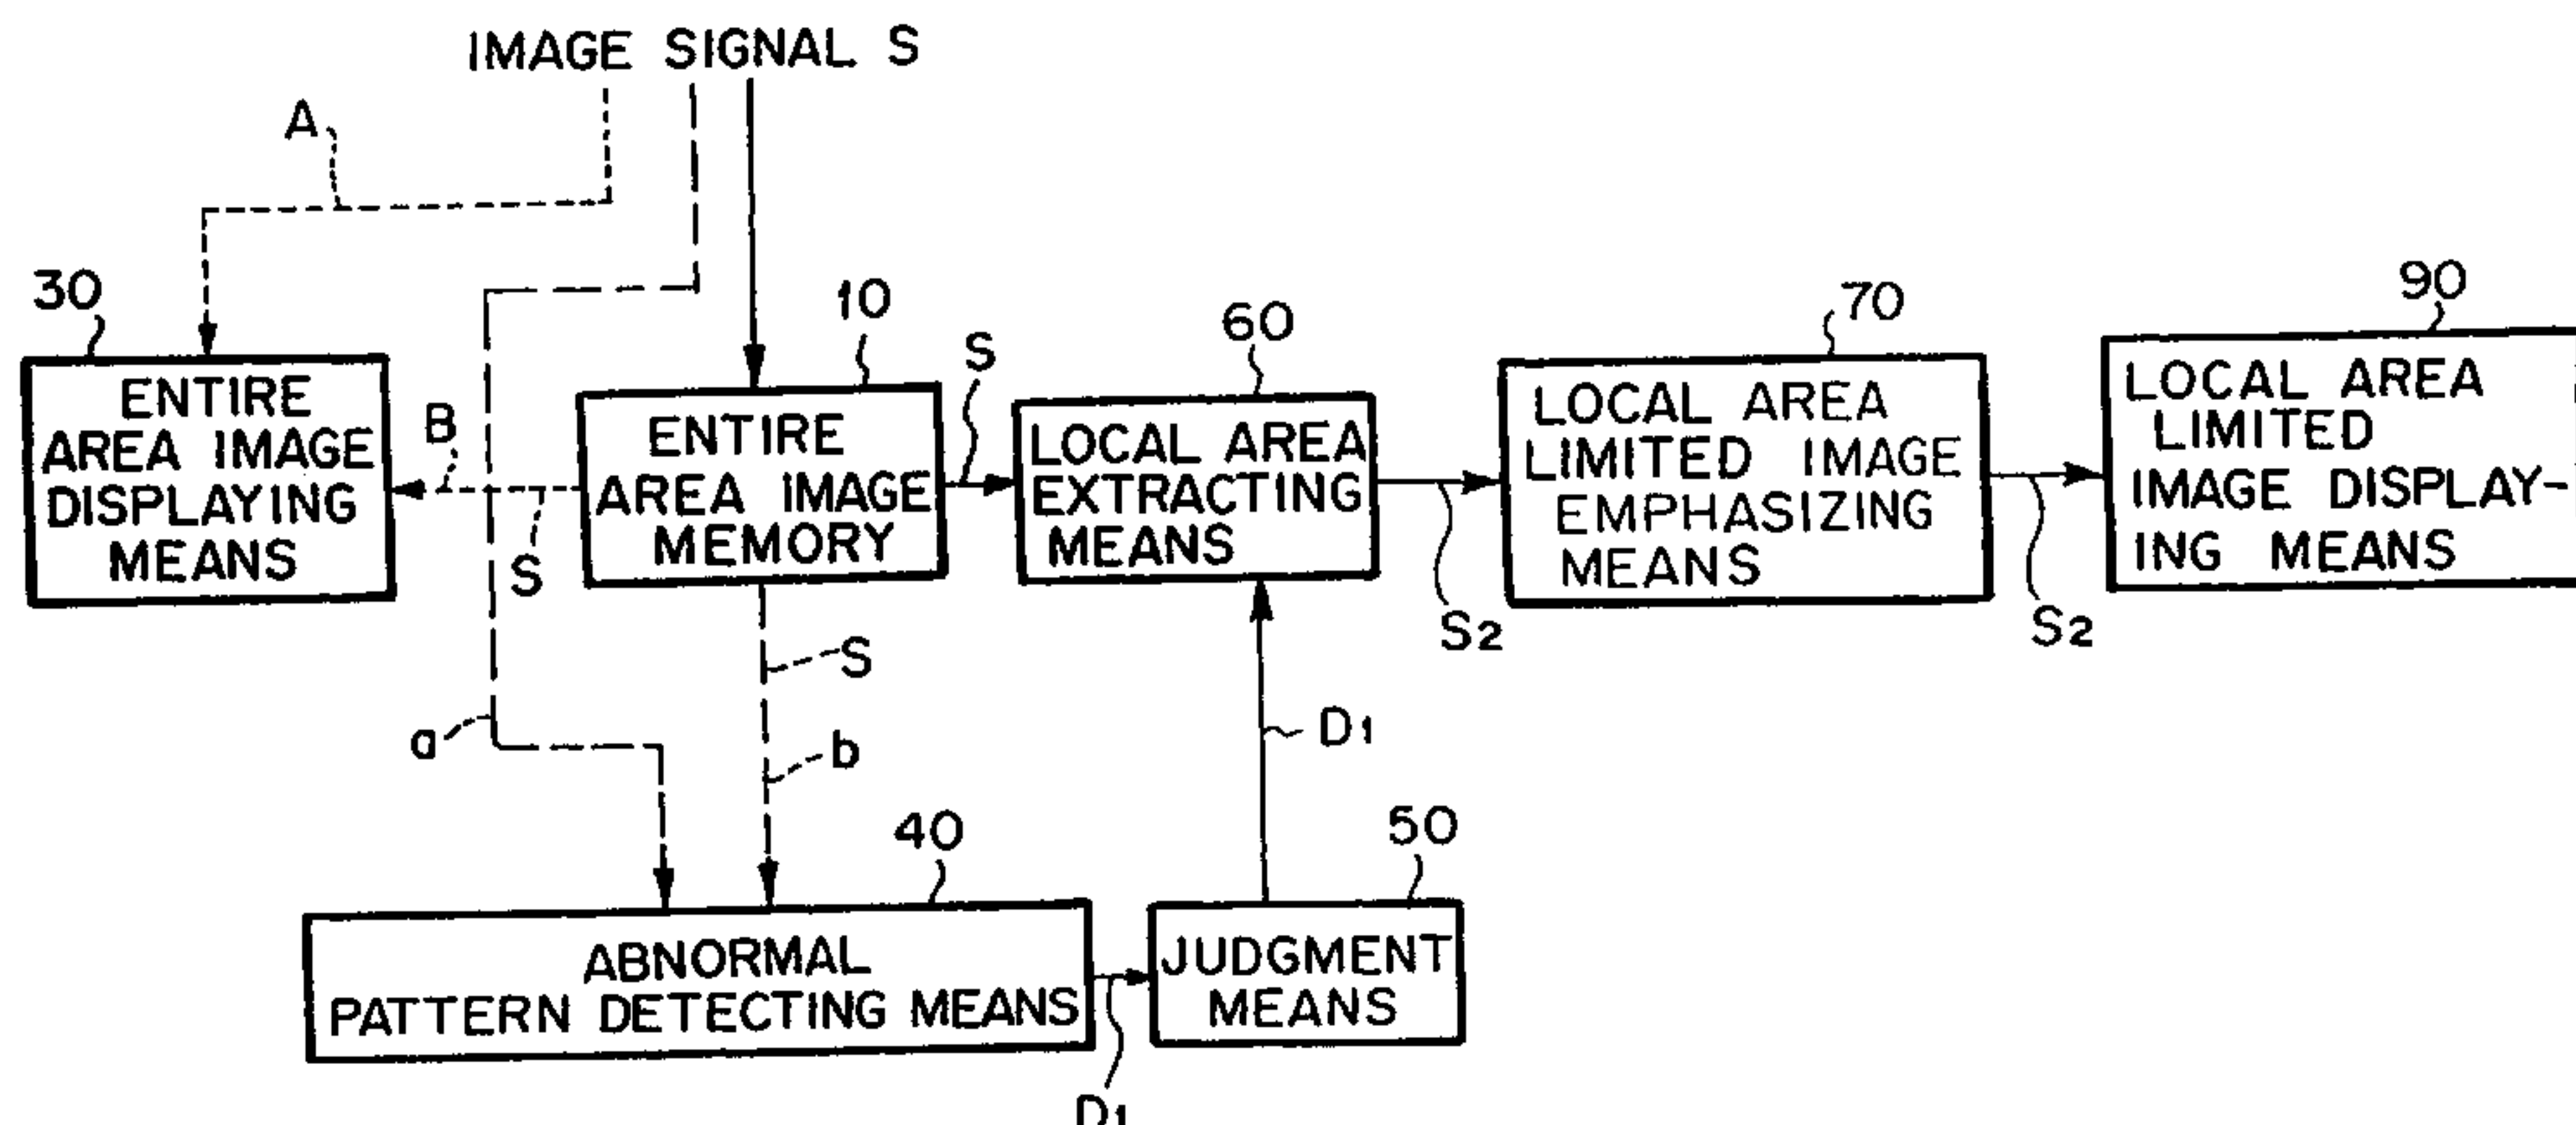 IMAGE SIGNAL S
A
30
ENTIRE
AREA IMAGE
DISPLAYING
MEANS
B
S
10
ENTIRE
AREA IMAGE
MEMORY
S
60
LOCAL AREA
EXTRACTING
MEANS
S2
70
LOCAL AREA
LIMITED IMAGE
EMPHASIZING
MEANS
S2
90
LOCAL AREA
LIMITED
IMAGE DISPLAY-
ING MEANS
S
a
b
D1
40
ABNORMAL
PATTERN DETECTING MEANS
D1
50
JUDGMENT
MEANS